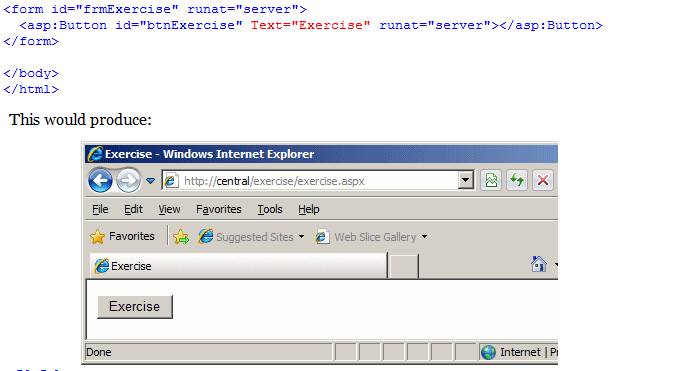 <form id="frmExercise" runat="server">
<asp:Button id="btnExercise" Text="Exercise" runat="server"></asp:Button>
</form>
</body>
</html>
This would produce:
Exercise - Windows Internet Explorer
http://central/exercise/exercise.aspx
File Edit View Favorites Tools Help
Favorites Suggested Sites Web Slice Gallery
Exercise
Exercise
Done Internet |